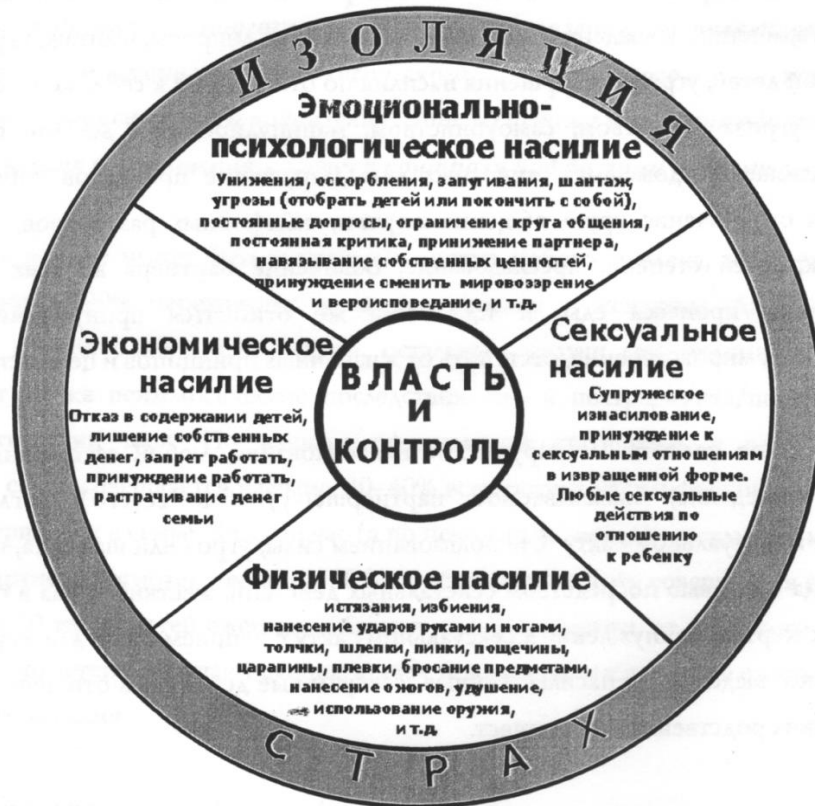 ИЗОЛЯЦИЯ
Эмоционально-
психологическое насилие
Унижения, оскорбления, запугивания, шантаж,
угрозы (отобрать детей или покончить с собой),
постоянные допросы, ограничение круга общения,
постоянная критика, принижение партнера,
навязывание собственных ценностей,
принуждение сменить мировоззрение
и вероисповедание, и т.д.
Экономическое
насилие
Отказ в содержании детей,
лишение собственных
денег, запрет работать,
принуждение работать,
растрачивание денег
семьи
ВЛАСТЬ
И
КОНТРОЛЬ
Сексуальное
насилие
Супружеское
изнасилование,
принуждение к
сексуальным отношениям
в извращенной форме.
Любые сексуальные
действия по
отношению
к ребенку
Физическое насилие
истязания, избиения,
нанесение ударов руками и ногами,
толчки, шлепки, пинки, пощечины,
царапины, плевки, бросание предметами,
нанесение ожогов, удушение,
использование оружия,
и т.д.
СТРАХ